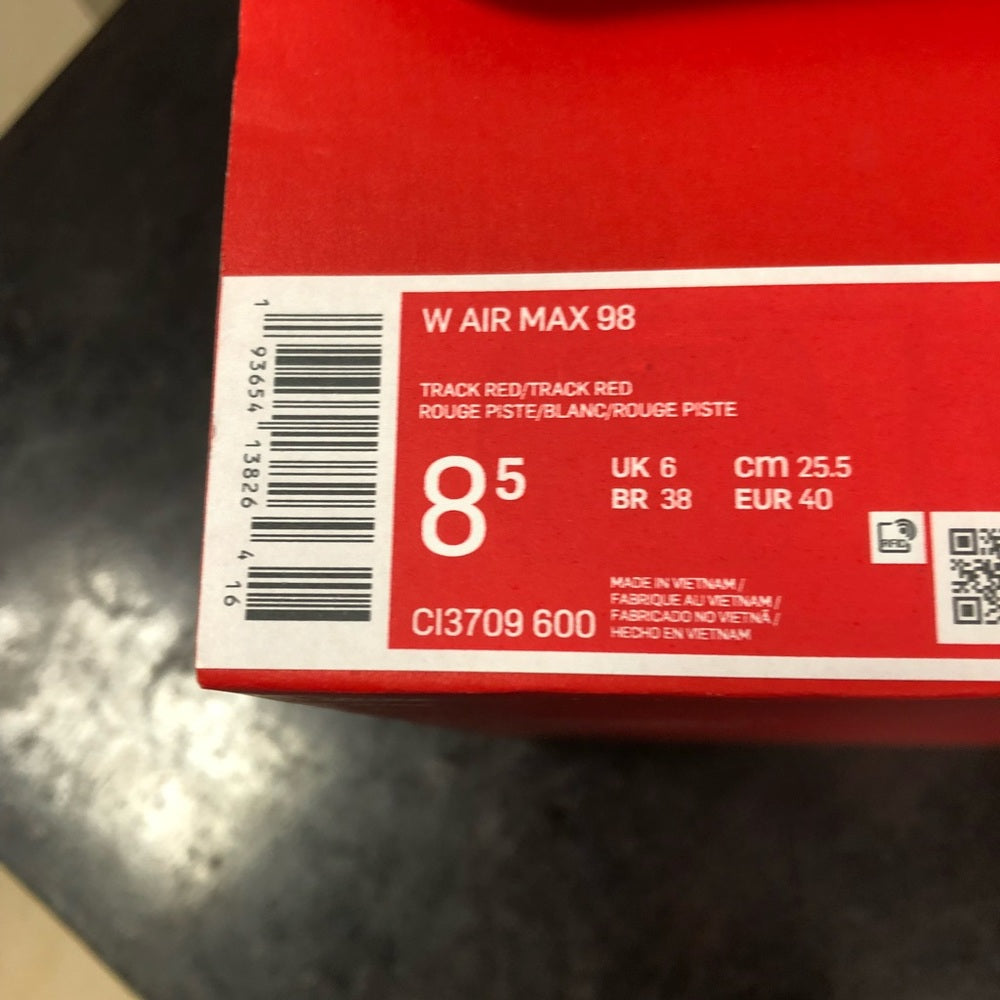 W AIR MAX 98
TRACK RED/TRACK RED
ROUGE PISTE/BLANC/ROUGE PISTE
8 5
UK 6 cm 25.5
BR 38 EUR 40
RFID
CI3709 600
MADE IN VIETNAM /
FABRIQUE AU VIETNAM /
FABRICADO NO VIETNÃ /
HECHO EN VIETNAM
1 93654 13826 4 16